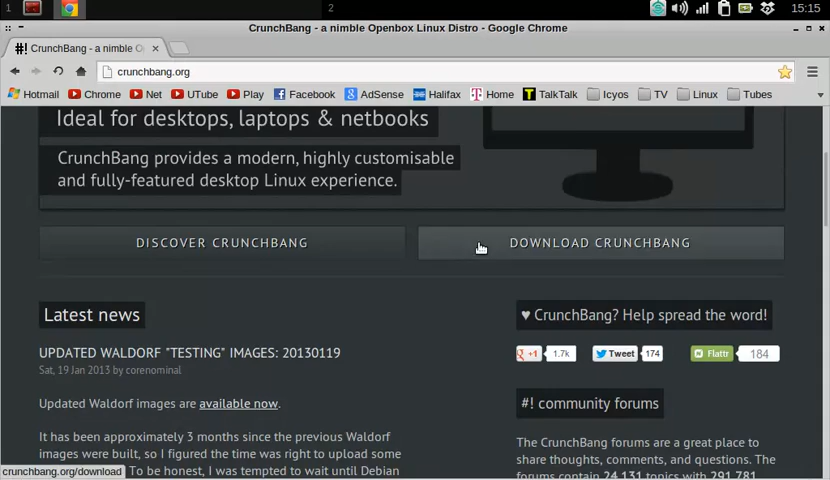 1
2
15:15
CrunchBang - a nimble Openbox Linux Distro - Google Chrome
#! CrunchBang - a nimble O
crunchbang.org
Hotmail Chrome Net UTube Play Facebook AdSense Halifax Home TalkTalk Icyos TV Linux Tubes
Ideal for desktops, laptops & netbooks
CrunchBang provides a modern, highly customisable
and fully-featured desktop Linux experience.
DISCOVER CRUNCHBANG
DOWNLOAD CRUNCHBANG
Latest news
UPDATED WALDORF "TESTING" IMAGES: 20130119
Sat, 19 Jan 2013 by corenominal
Updated Waldorf images are available now.
It has been approximately 3 months since the previous Waldorf
images were built, so I figured the time was right to upload some
To be honest, I was tempted to wait until Debian
crunchbang.org/download
♥ CrunchBang? Help spread the word!
g +1 1.7k Tweet 174 Flattr 184
#! community forums
The CrunchBang forums are a great place to
share thoughts, comments, and questions. The
forums contain 24,131 topics with 291,781